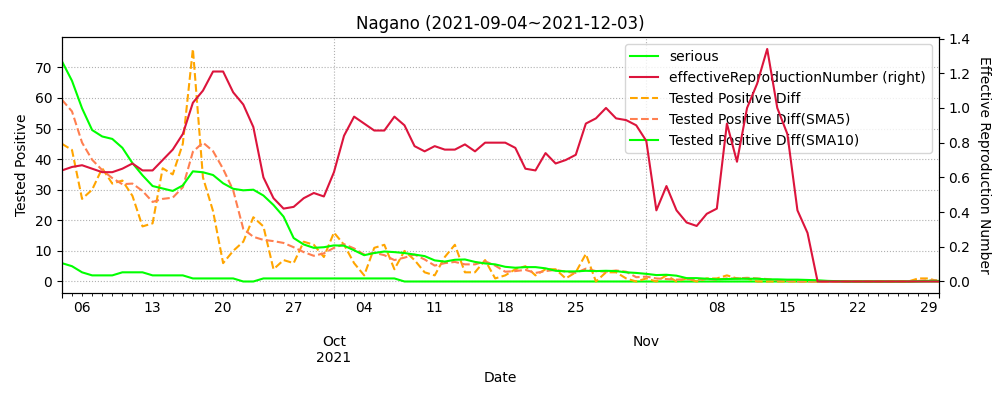 Nagano (2021-09-04~2021-12-03)
serious
effectiveReproductionNumber (right)
Tested Positive Diff
Tested Positive Diff(SMA5)
Tested Positive Diff(SMA10)
Tested Positive
70
60
50
40
30
20
10
0
1.4
1.2
1.0
0.8
0.6
0.4
0.2
0.0
Effective Reproduction Number
06 13 20 27 04 11 18 25 08 15 22 29
Oct Nov
2021
Date